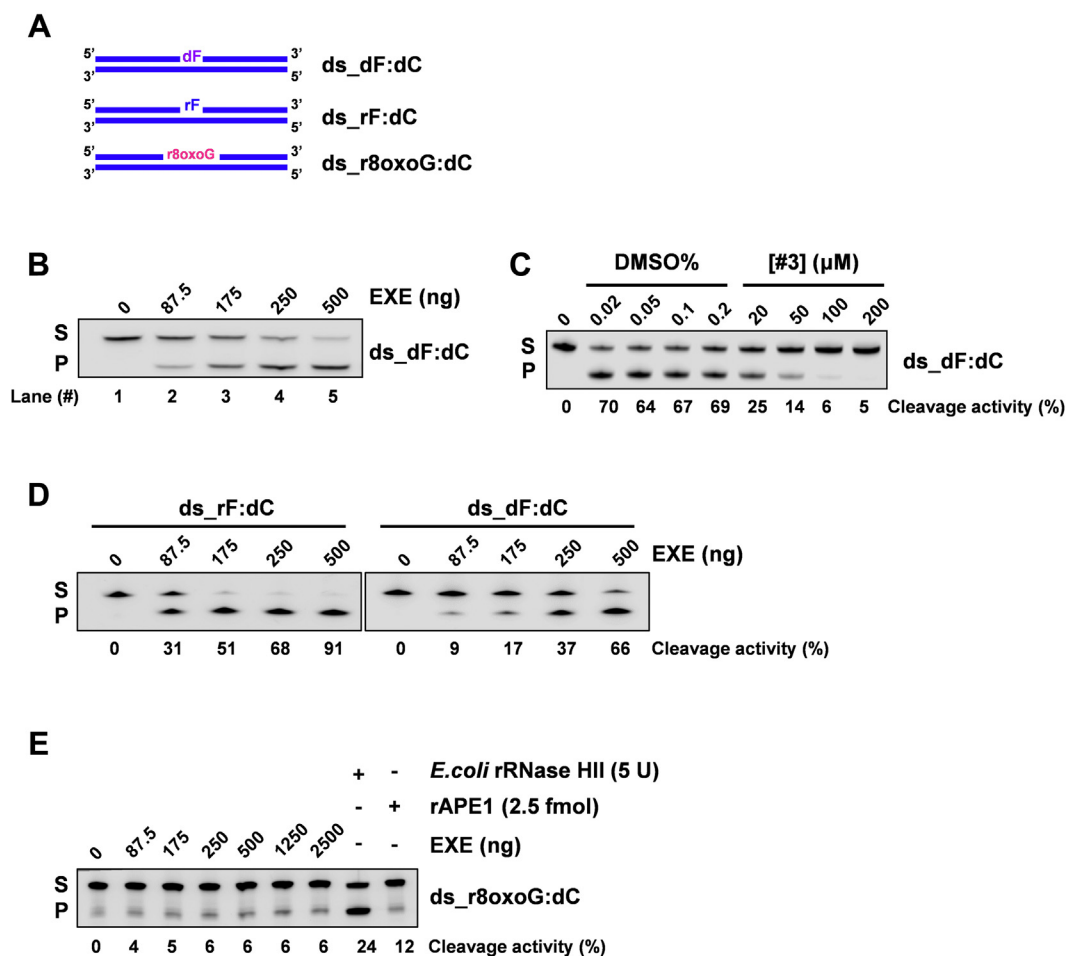 A
5' dF 3'
3' 5'
ds_dF:dC
5' rF 3'
3' 5'
ds_rF:dC
5' r8oxoG 3'
3' 5'
ds_r8oxoG:dC
B
0 87.5 175 250 500 EXE (ng)
S
P
ds_dF:dC
Lane (#) 1 2 3 4 5
C
DMSO% [#3] (µM)
0 0.02 0.05 0.1 0.2 20 50 100 200
S
P
ds_dF:dC
0 70 64 67 69 25 14 6 5 Cleavage activity (%)
D
ds_rF:dC ds_dF:dC
0 87.5 175 250 500 0 87.5 175 250 500 EXE (ng)
S
P
0 31 51 68 91 0 9 17 37 66 Cleavage activity (%)
E
+ - E.coli rRNase HII (5 U)
- + rAPE1 (2.5 fmol)
0 87.5 175 250 500 1250 2500 - - EXE (ng)
S
P
ds_r8oxoG:dC
0 4 5 6 6 6 6 24 12 Cleavage activity (%)